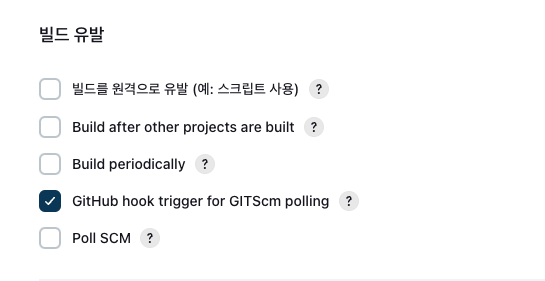 빌드 유발
빌드를 원격으로 유발 (예: 스크립트 사용) ?
Build after other projects are built ?
Build periodically ?
GitHub hook trigger for GITScm polling ?
Poll SCM ?